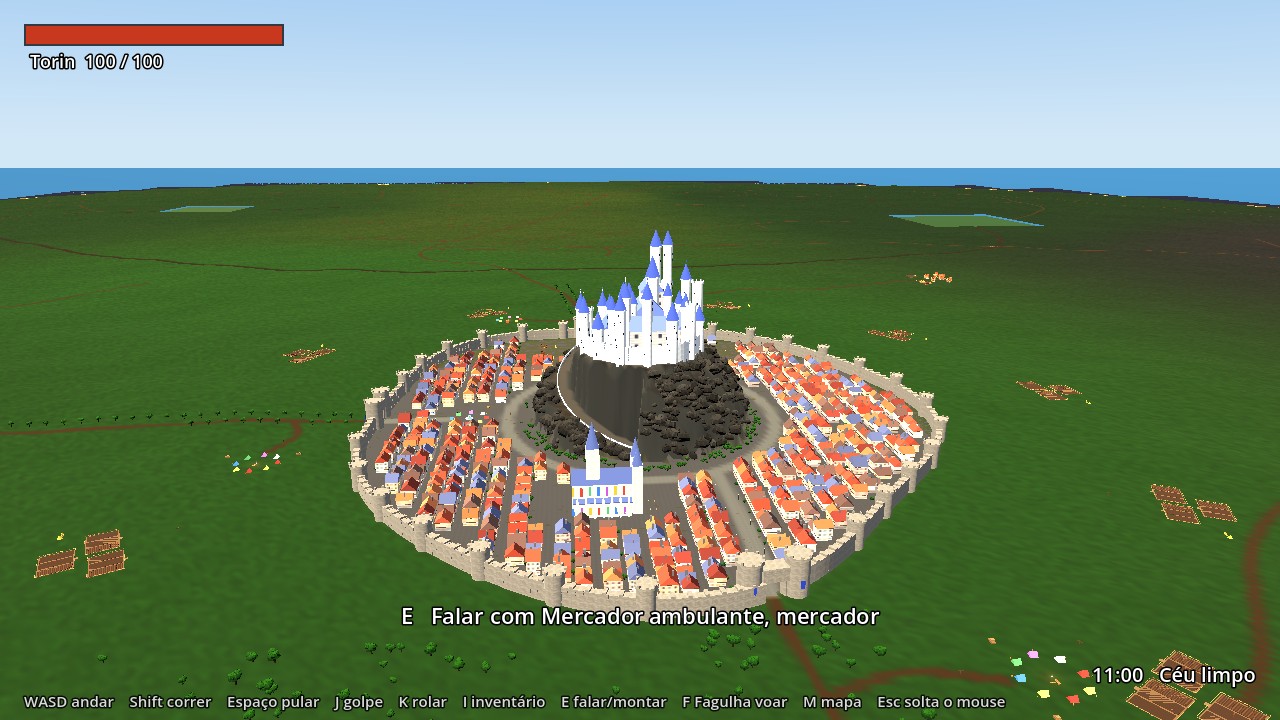 Torin 100 / 100
E Falar com Mercador ambulante, mercador
11:00 Céu limpo
WASD andar Shift correr Espaço pular J golpe K rolar I inventário E falar/montar F Fagulha voar M mapa Esc solta o mouse